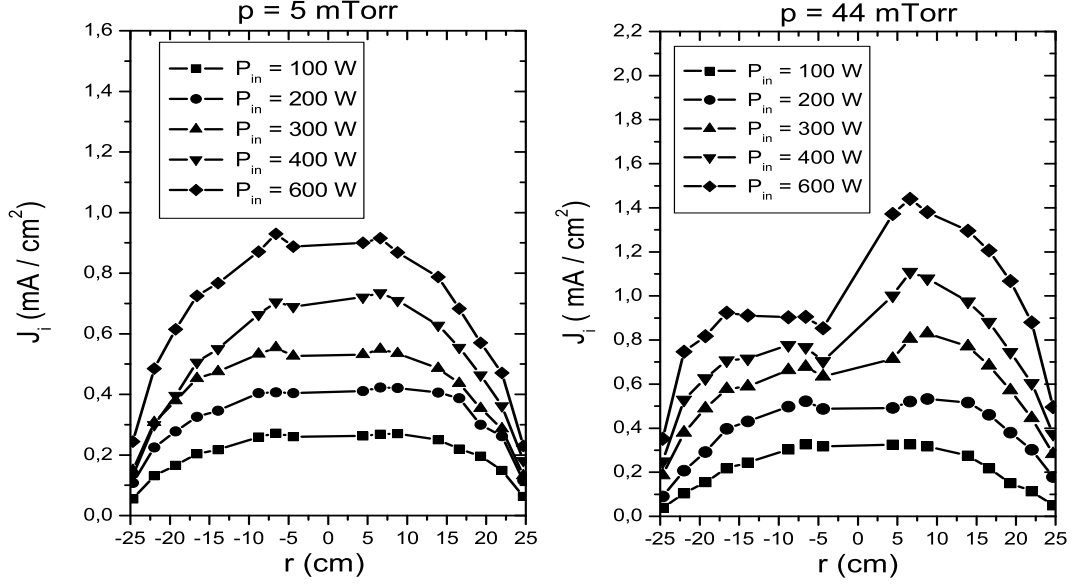 p = 5 mTorr
J_i (mA / cm²)
1,6
1,4
1,2
1,0
0,8
0,6
0,4
0,2
0,0
P_in = 100 W
P_in = 200 W
P_in = 300 W
P_in = 400 W
P_in = 600 W
-25 -20 -15 -10 -5 0 5 10 15 20 25
r (cm)
p = 44 mTorr
J_i ( mA / cm²)
2,2
2,0
1,8
1,6
1,4
1,2
1,0
0,8
0,6
0,4
0,2
0,0
P_in = 100 W
P_in = 200 W
P_in = 300 W
P_in = 400 W
P_in = 600 W
-25 -20 -15 -10 -5 0 5 10 15 20 25
r (cm)